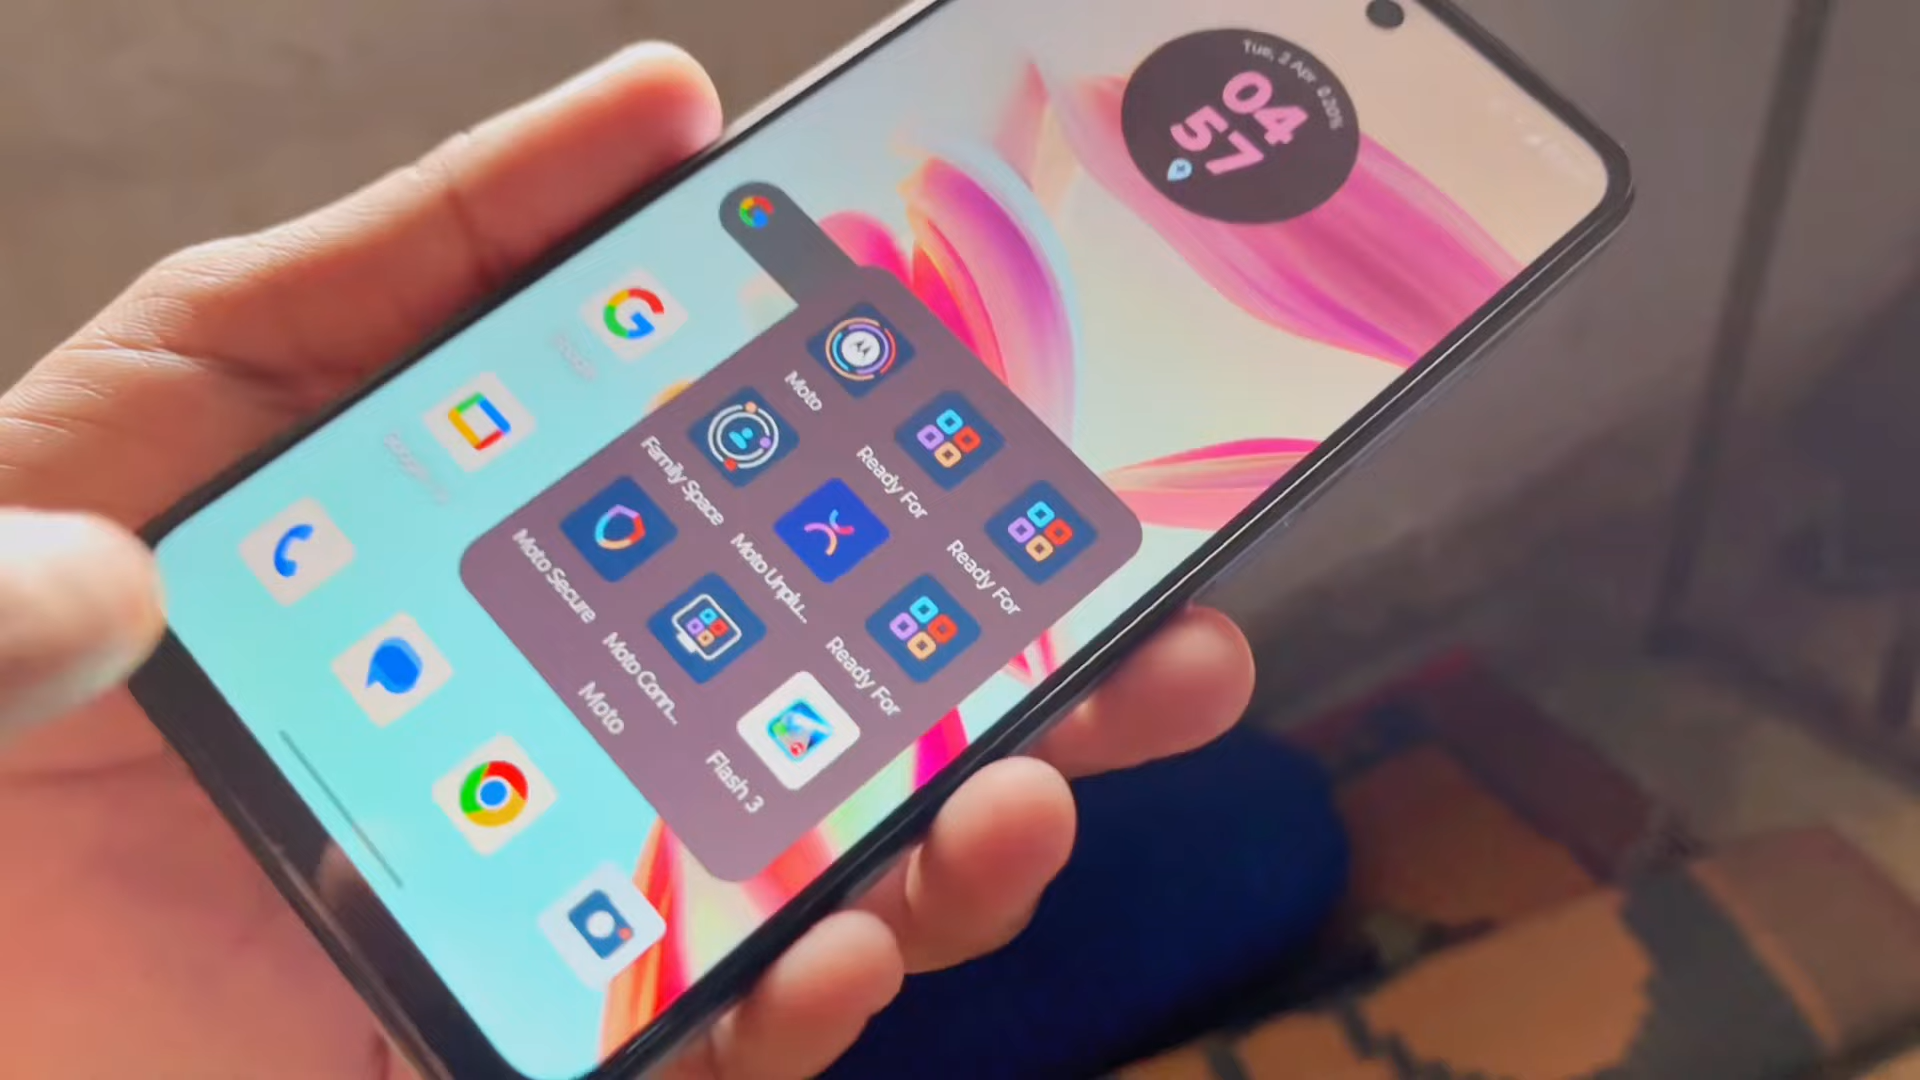 Tue, 2 Apr
04
57
Moto
Ready For
Ready For
Family Space
Moto Unplu...
Ready For
Moto Secure
Moto Conn...
Flash 3
Moto